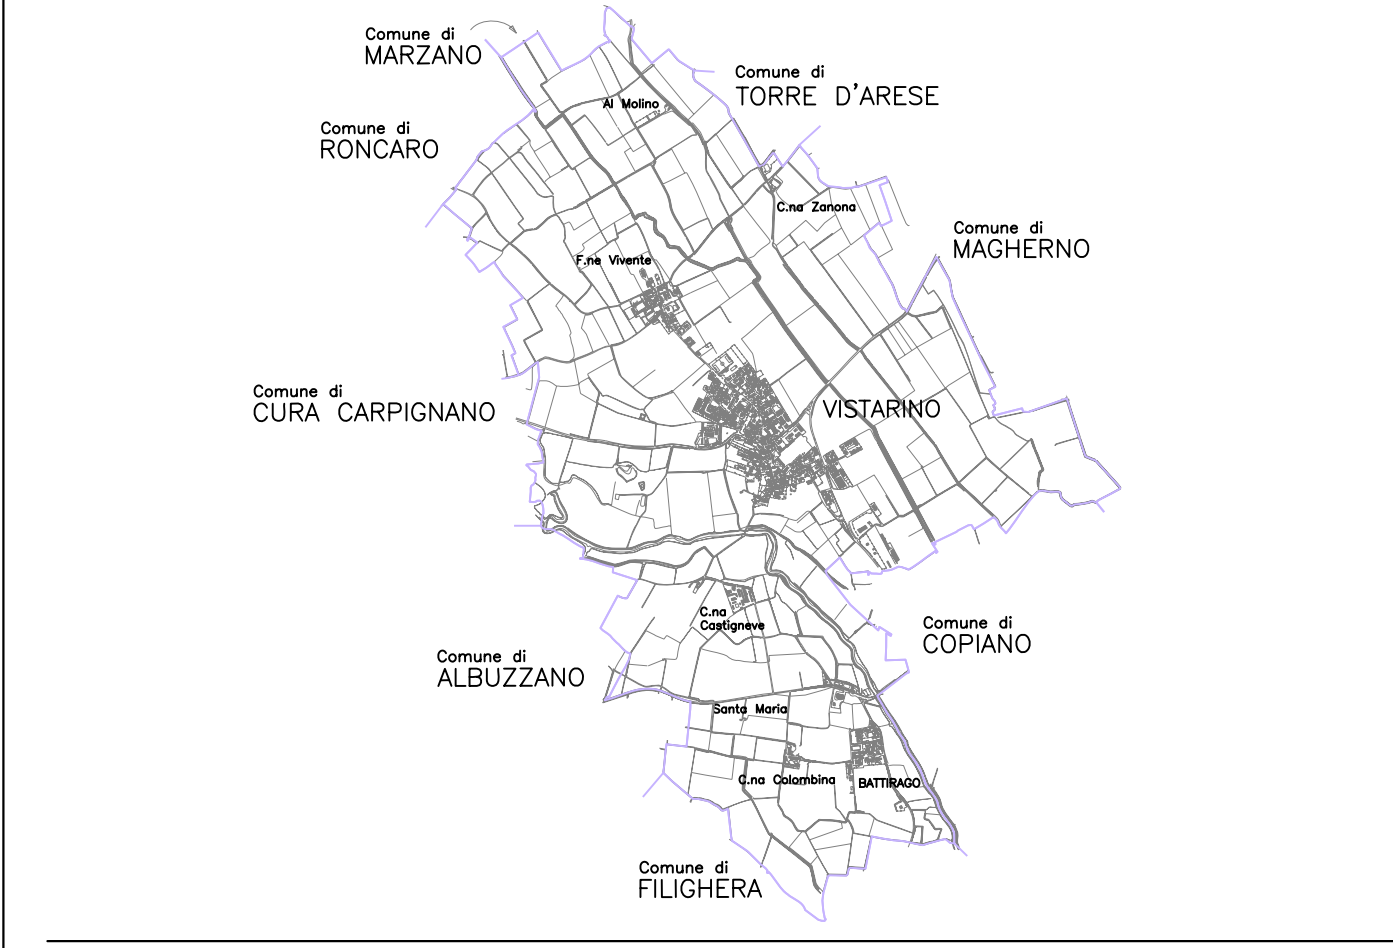 Comune di
MARZANO
Comune di
TORRE D'ARESE
Al Molino
Comune di
RONCARO
C.na Zanona
Comune di
MAGHERNO
F.ne Vivente
Comune di
CURA CARPIGNANO
VISTARINO
C.na
Castigneve
Comune di
COPIANO
Comune di
ALBUZZANO
Santa Maria
C.na Colombina
BATTIRAGO
Comune di
FILIGHERA